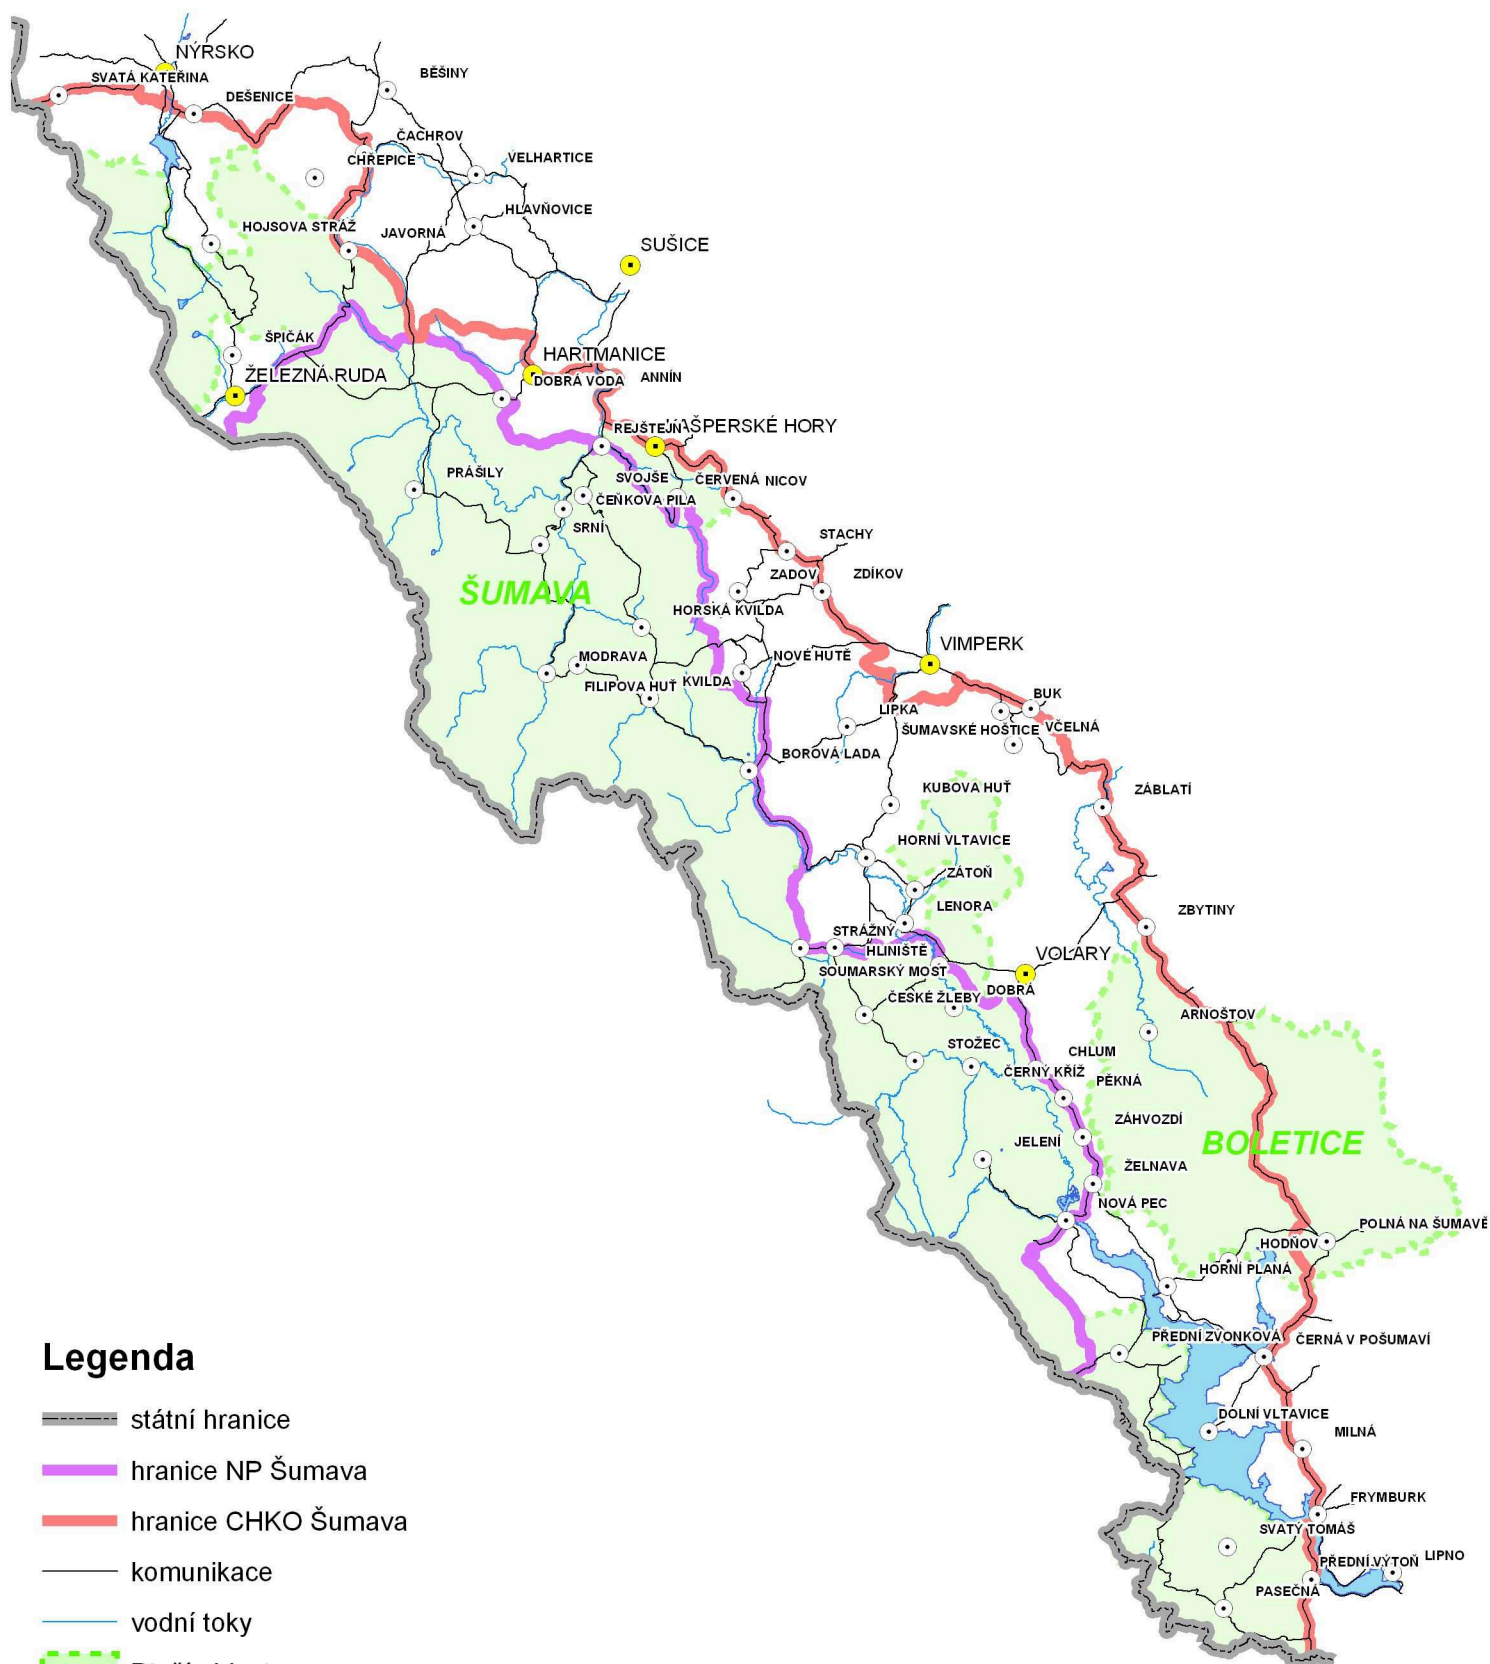 NÝRSKO
SVATÁ KATEŘINA
BĚŠINY
DEŠENICE
ČACHROV
CHŘEPICE
VELHARTICE
HLAVŇOVICE
HOJSOVA STRÁŽ
JAVORNÁ
SUŠICE
ŠPIČÁK
HARTMANICE
ŽELEZNÁ RUDA
DOBRÁ VODA
ANNÍN
REJŠTEJN
AŠPERSKÉ HORY
PRÁŠILY
SVOJŠE
ČERVENÁ
NICOV
ČEŇKOVA PILA
SRNÍ
STACHY
ZADOV
ZDÍKOV
ŠUMAVA
HORSKÁ KVILDA
VIMPERK
MODRAVA
NOVÉ HUTĚ
FILIPOVA HUŤ
KVILDA
BUK
LIPKA
ŠUMAVSKÉ HOŠTICE
VČELNÁ
BOROVÁ LADA
KUBOVA HUŤ
ZÁBLATÍ
HORNÍ VLTAVICE
ZÁTOŇ
LENORA
ZBYTINY
STRÁŽNÝ
HLINIŠTĚ
VOLARY
SOUMARSKÝ MOST
ČESKÉ ŽLEBY
DOBRÁ
ARNOŠTOV
STOŽEC
CHLUM
ČERNÝ KŘÍŽ
PĚKNÁ
ZÁHVOZDÍ
JELENÍ
BOLETICE
ŽELNAVA
NOVÁ PEC
POLNÁ NA ŠUMAVĚ
HODŇOV
HORNÍ PLANÁ
PŘEDNÍ ZVONKOVÁ
ČERNÁ V POŠUMAVÍ
DOLNÍ VLTAVICE
MILNÁ
FRYMBURK
SVATÝ TOMÁŠ
PŘEDNÍ VÝTOŇ
LIPNO
PASEČNÁ
Legenda
státní hranice
hranice NP Šumava
hranice CHKO Šumava
komunikace
vodní toky